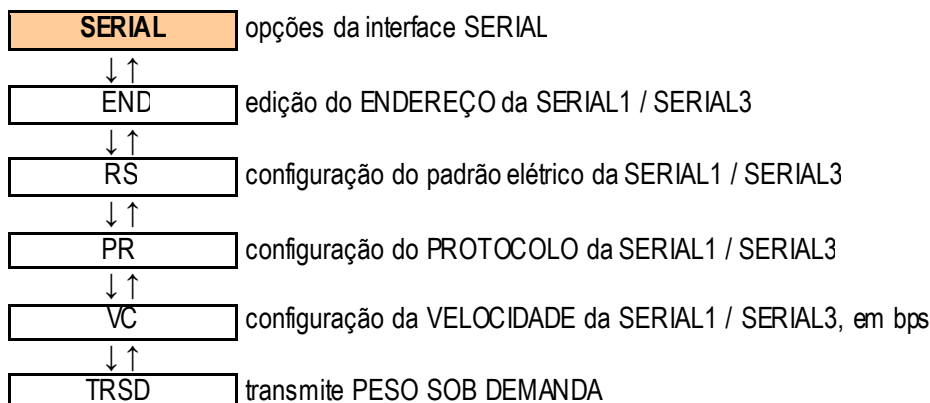 SERIAL opções da interface SERIAL
↓↑
END edição do ENDEREÇO da SERIAL1 / SERIAL3
↓↑
RS configuração do padrão elétrico da SERIAL1 / SERIAL3
↓↑
PR configuração do PROTOCOLO da SERIAL1 / SERIAL3
↓↑
VC configuração da VELOCIDADE da SERIAL1 / SERIAL3, em bps
↓↑
TRSD transmite PESO SOB DEMANDA